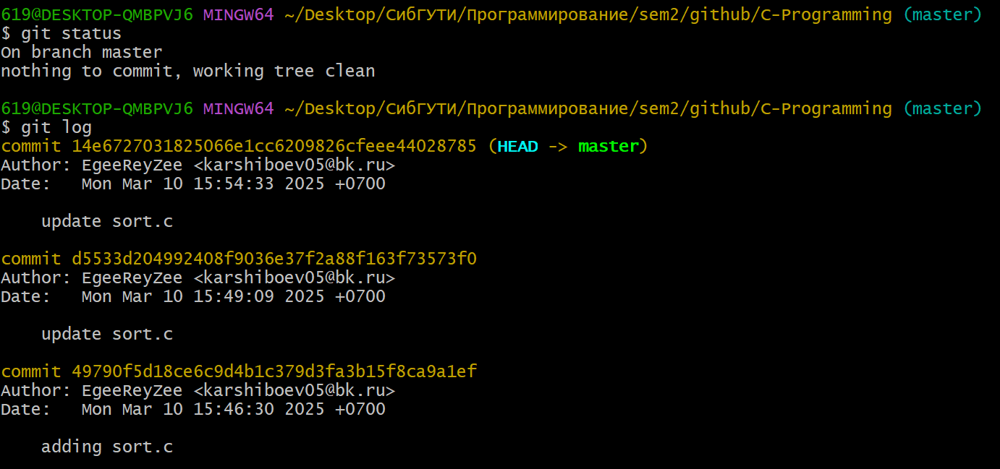 619@DESKTOP-QMBPVJ6 MINGW64 ~/Desktop/СибГУТИ/Программирование/sem2/github/C-Programming (master)
$ git status
On branch master
nothing to commit, working tree clean
619@DESKTOP-QMBPVJ6 MINGW64 ~/Desktop/СибГУТИ/Программирование/sem2/github/C-Programming (master)
$ git log
commit 14e6727031825066e1cc6209826cfeee44028785 (HEAD -> master)
Author: EgeeReyZee <karshiboev05@bk.ru>
Date:   Mon Mar 10 15:54:33 2025 +0700
    update sort.c
commit d5533d204992408f9036e37f2a88f163f73573f0
Author: EgeeReyZee <karshiboev05@bk.ru>
Date:   Mon Mar 10 15:49:09 2025 +0700
    update sort.c
commit 49790f5d18ce6c9d4b1c379d3fa3b15f8ca9a1ef
Author: EgeeReyZee <karshiboev05@bk.ru>
Date:   Mon Mar 10 15:46:30 2025 +0700
    adding sort.c